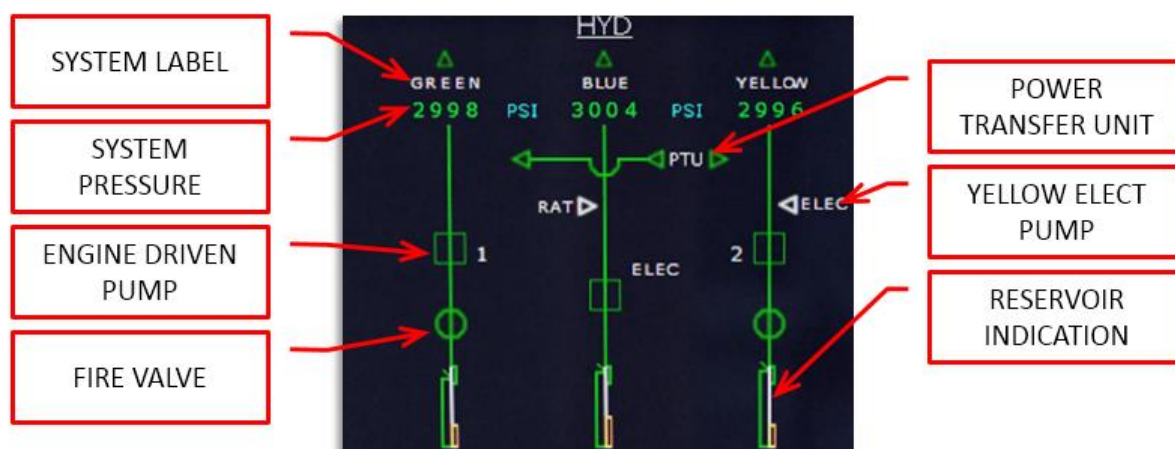 HYD
SYSTEM LABEL
GREEN BLUE YELLOW
2998 PSI 3004 PSI 2996
POWER
TRANSFER UNIT
SYSTEM
PRESSURE
PTU
RAT
ELEC
YELLOW ELECT
PUMP
ENGINE DRIVEN
PUMP
1
ELEC
2
RESERVOIR
INDICATION
FIRE VALVE